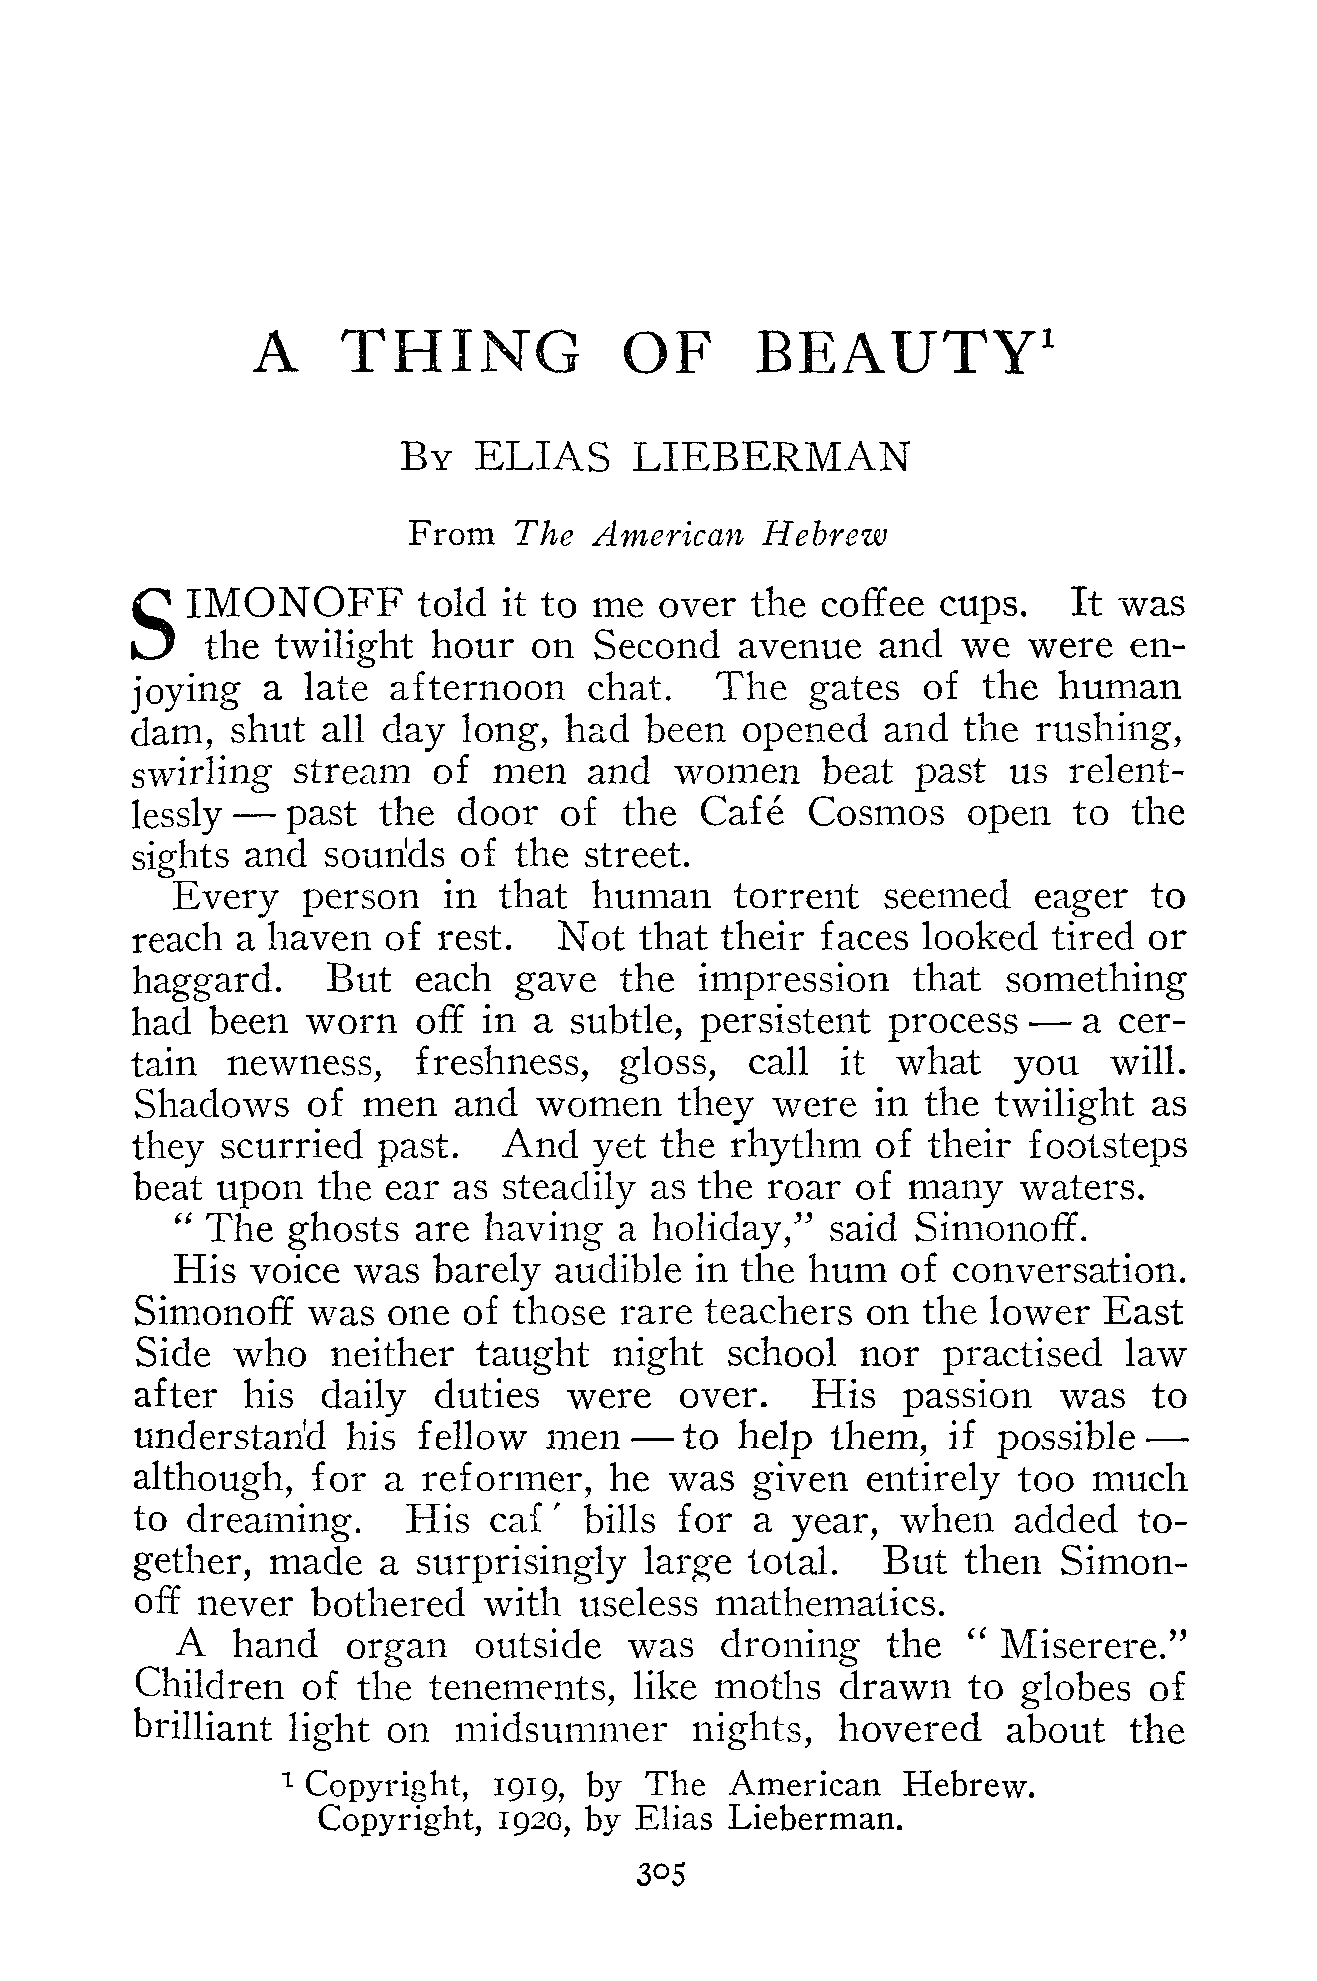 A THING OF BEAUTY¹
By ELIAS LIEBERMAN
From The American Hebrew
SIMONOFF told it to me over the coffee cups. It was
the twilight hour on Second avenue and we were en-
joying a late afternoon chat. The gates of the human
dam, shut all day long, had been opened and the rushing,
swirling stream of men and women beat past us relent-
lessly — past the door of the Café Cosmos open to the
sights and sounds of the street.
Every person in that human torrent seemed eager to
reach a haven of rest. Not that their faces looked tired or
haggard. But each gave the impression that something
had been worn off in a subtle, persistent process — a cer-
tain newness, freshness, gloss, call it what you will.
Shadows of men and women they were in the twilight as
they scurried past. And yet the rhythm of their footsteps
beat upon the ear as steadily as the roar of many waters.
" The ghosts are having a holiday," said Simonoff.
His voice was barely audible in the hum of conversation.
Simonoff was one of those rare teachers on the lower East
Side who neither taught night school nor practised law
after his daily duties were over. His passion was to
understand his fellow men — to help them, if possible —
although, for a reformer, he was given entirely too much
to dreaming. His caf ´ bills for a year, when added to-
gether, made a surprisingly large total. But then Simon-
off never bothered with useless mathematics.
A hand organ outside was droning the " Miserere."
Children of the tenements, like moths drawn to globes of
brilliant light on midsummer nights, hovered about the
¹ Copyright, 1919, by The American Hebrew.
Copyright, 1920, by Elias Lieberman.
305